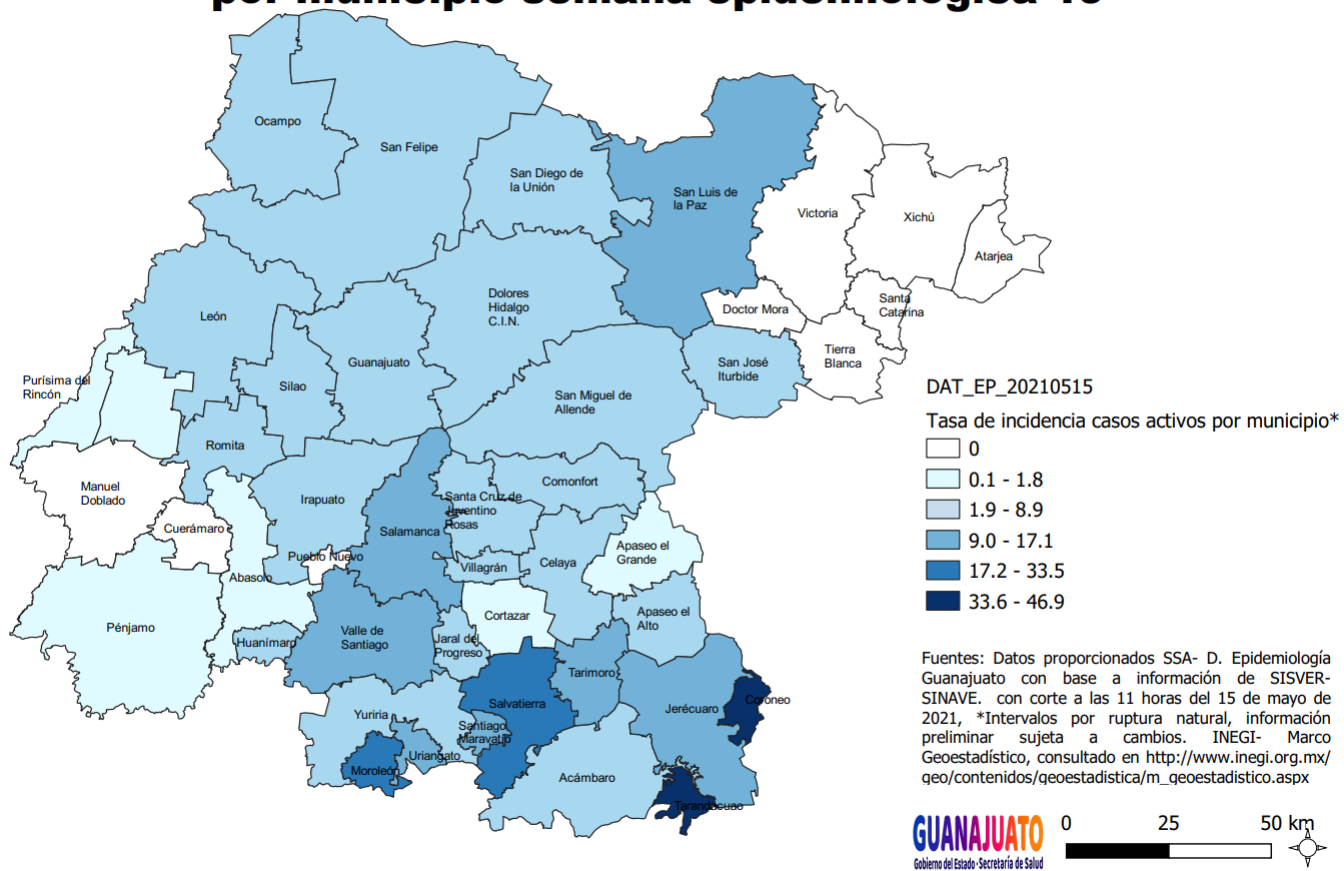 por municipio semana epidemiológica
Ocampo
San Felipe
San Diego de
la Unión
San Luis de
la Paz
Victoria
Xichú
Atarjea
León
Dolores
Hidalgo
C.I.N.
Doctor Mora
Santa
Catarina
Tierra
Blanca
San José
Iturbide
Guanajuato
Silao
San Miguel de
Allende
Purísima del
Rincón
Romita
Manuel
Doblado
Cuerámaro
Irapuato
Santa Cruz de
Juventino
Rosas
Comonfort
Salamanca
Pueblo Nuevo
Villagrán
Celaya
Apaseo el
Grande
Abasolo
Pénjamo
Huanímaro
Valle de
Santiago
Cortazar
Jaral del
Progreso
Apaseo el
Alto
Tarimoro
Salvatierra
Jerécuaro
Coroneo
Yuriria
Santiago
Maravatío
Uriangato
Moroleón
Acámbaro
Tarandacuao
DAT_EP_20210515
Tasa de incidencia casos activos por municipio*
0
0.1 - 1.8
1.9 - 8.9
9.0 - 17.1
17.2 - 33.5
33.6 - 46.9
Fuentes: Datos proporcionados SSA- D. Epidemiología
Guanajuato con base a información de SISVER-
SINAVE. con corte a las 11 horas del 15 de mayo de
2021, *Intervalos por ruptura natural, información
preliminar sujeta a cambios. INEGI- Marco
Geoestadístico, consultado en http://www.inegi.org.mx/
geo/contenidos/geoestadistica/m_geoestadistico.aspx
GUANAJUATO
Gobierno del Estado · Secretaría de Salud
0 25 50 km